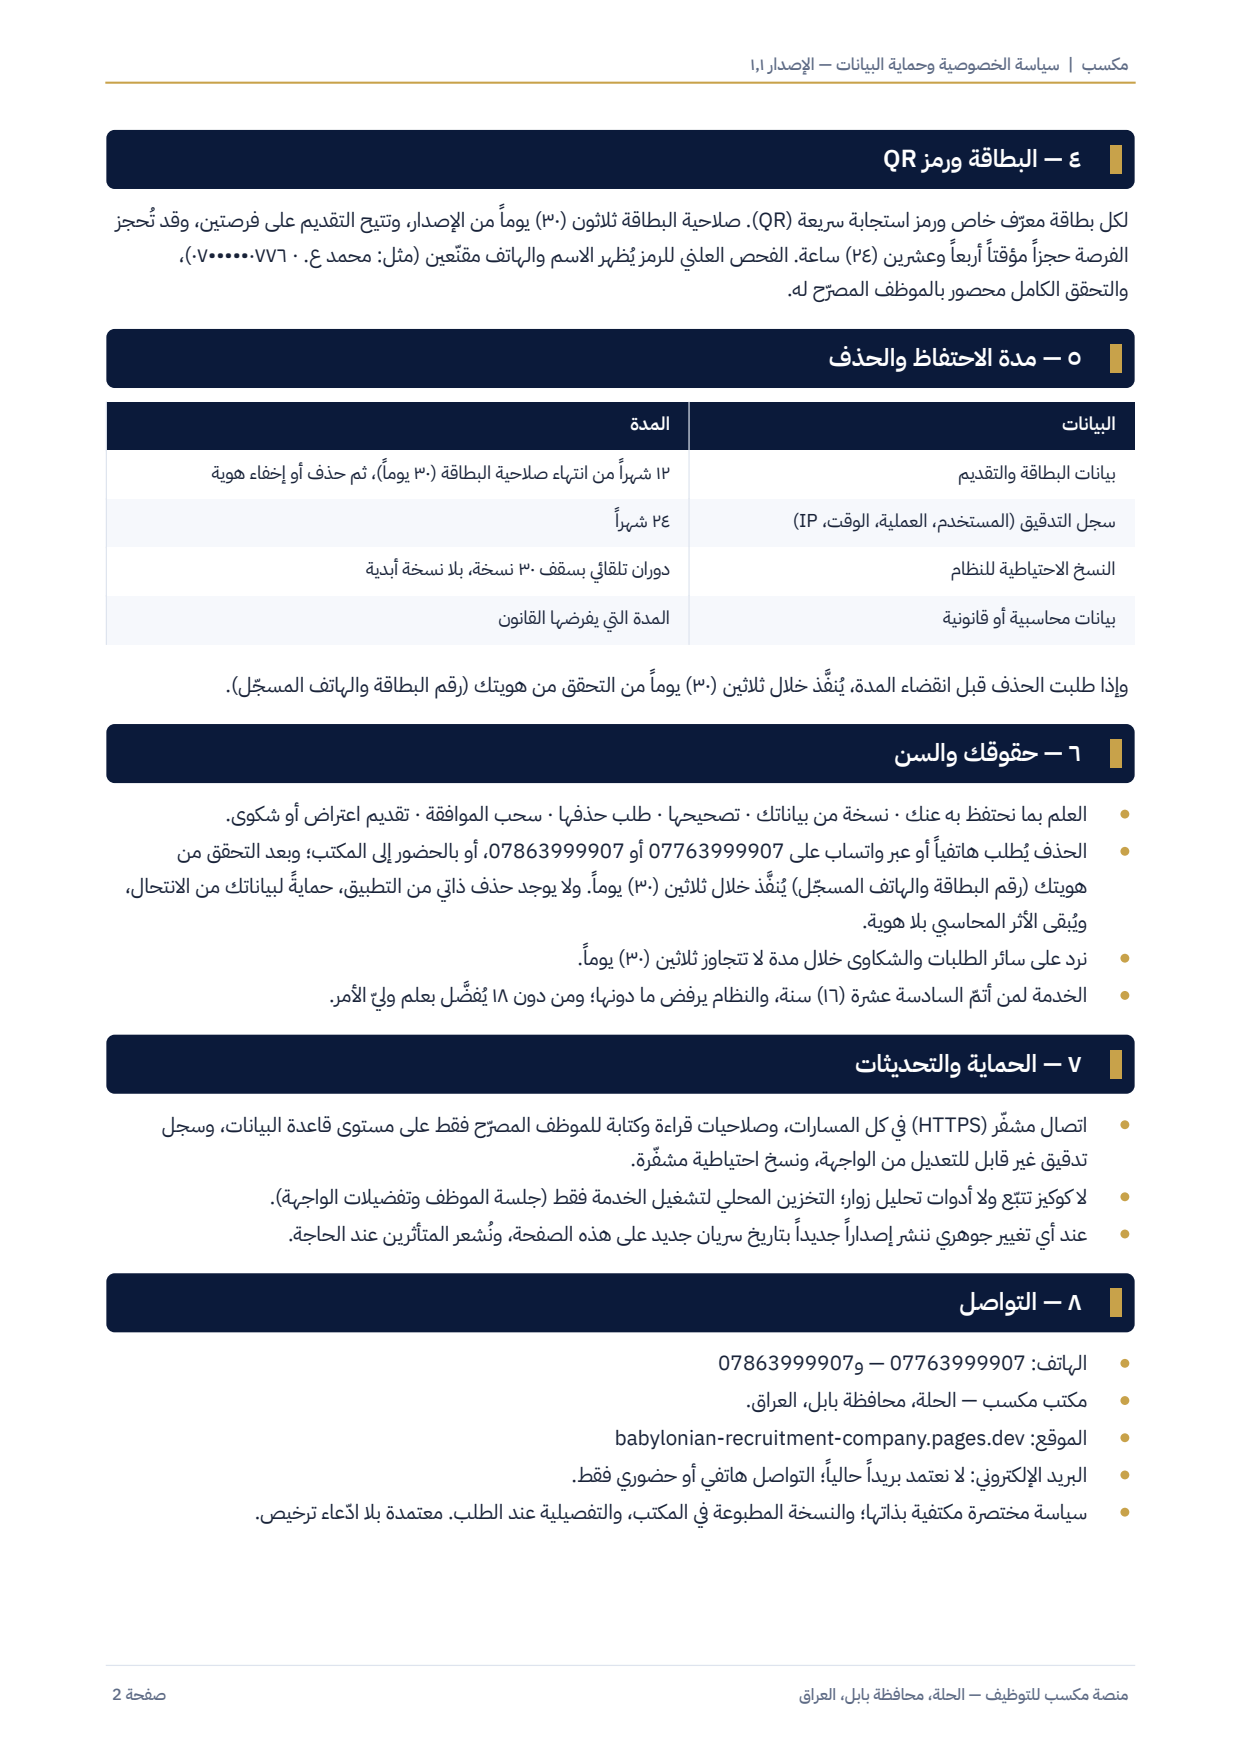 مكسب | سياسة الخصوصية وحماية البيانات — الإصدار ١,١
٤ — البطاقة ورمز QR
لكل بطاقة معرّف خاص ورمز استجابة سريعة (QR). صلاحية البطاقة ثلاثون (٣٠) يوماً من الإصدار، وتتيح التقديم على فرصتين، وقد تُحجز
الفرصة حجزاً مؤقتاً أربعاً وعشرين (٢٤) ساعة. الفحص العلني للرمز يُظهر الاسم والهاتف مقنّعين (مثل: محمد ع. · ٠٧٧٦•••••٠٧)،
والتحقق الكامل محصور بالموظف المصرّح له.
٥ — مدة الاحتفاظ والحذف
البيانات المدة
بيانات البطاقة والتقديم ١٢ شهراً من انتهاء صلاحية البطاقة (٣٠ يوماً)، ثم حذف أو إخفاء هوية
سجل التدقيق (المستخدم، العملية، الوقت، IP) ٢٤ شهراً
النسخ الاحتياطية للنظام دوران تلقائي بسقف ٣٠ نسخة، بلا نسخة أبدية
بيانات محاسبية أو قانونية المدة التي يفرضها القانون
وإذا طلبت الحذف قبل انقضاء المدة، يُنفَّذ خلال ثلاثين (٣٠) يوماً من التحقق من هويتك (رقم البطاقة والهاتف المسجّل).
٦ — حقوقك والسن
• العلم بما نحتفظ به عنك · نسخة من بياناتك · تصحيحها · طلب حذفها · سحب الموافقة · تقديم اعتراض أو شكوى.
• الحذف يُطلب هاتفياً أو عبر واتساب على 07763999907 أو 07863999907، أو بالحضور إلى المكتب؛ وبعد التحقق من
هويتك (رقم البطاقة والهاتف المسجّل) يُنفَّذ خلال ثلاثين (٣٠) يوماً. ولا يوجد حذف ذاتي من التطبيق، حمايةً لبياناتك من الانتحال،
ويُبقى الأثر المحاسبي بلا هوية.
• نرد على سائر الطلبات والشكاوى خلال مدة لا تتجاوز ثلاثين (٣٠) يوماً.
• الخدمة لمن أتمّ السادسة عشرة (١٦) سنة، والنظام يرفض ما دونها؛ ومن دون ١٨ يُفضَّل بعلم وليّ الأمر.
٧ — الحماية والتحديثات
• اتصال مشفّر (HTTPS) في كل المسارات، وصلاحيات قراءة وكتابة للموظف المصرّح فقط على مستوى قاعدة البيانات، وسجل
تدقيق غير قابل للتعديل من الواجهة، ونسخ احتياطية مشفّرة.
• لا كوكيز تتبّع ولا أدوات تحليل زوار؛ التخزين المحلي لتشغيل الخدمة فقط (جلسة الموظف وتفضيلات الواجهة).
• عند أي تغيير جوهري ننشر إصداراً جديداً بتاريخ سريان جديد على هذه الصفحة، ونُشعر المتأثرين عند الحاجة.
٨ — التواصل
• الهاتف: 07763999907 — و07863999907
• مكتب مكسب — الحلة، محافظة بابل، العراق.
• الموقع: babylonian-recruitment-company.pages.dev
• البريد الإلكتروني: لا نعتمد بريداً حالياً؛ التواصل هاتفي أو حضوري فقط.
• سياسة مختصرة مكتفية بذاتها؛ والنسخة المطبوعة في المكتب، والتفصيلية عند الطلب. معتمدة بلا ادّعاء ترخيص.
منصة مكسب للتوظيف — الحلة، محافظة بابل، العراق
صفحة 2